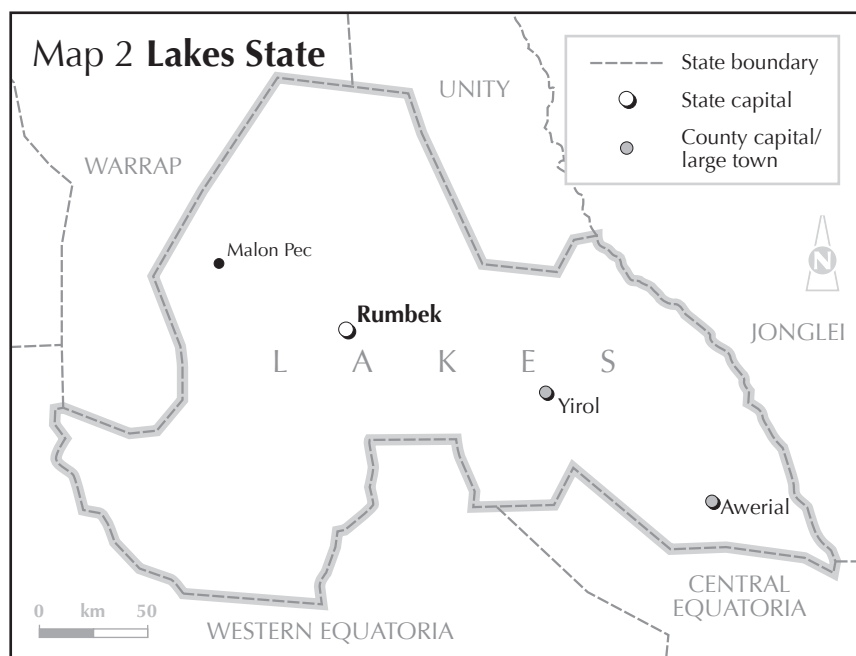 Map 2 Lakes State
State boundary
State capital
County capital/
large town
UNITY
WARRAP
Malon Pec
N
Rumbek
JONGLEI
L A K E S
Yirol
Awerial
CENTRAL
EQUATORIA
WESTERN EQUATORIA
0 km 50